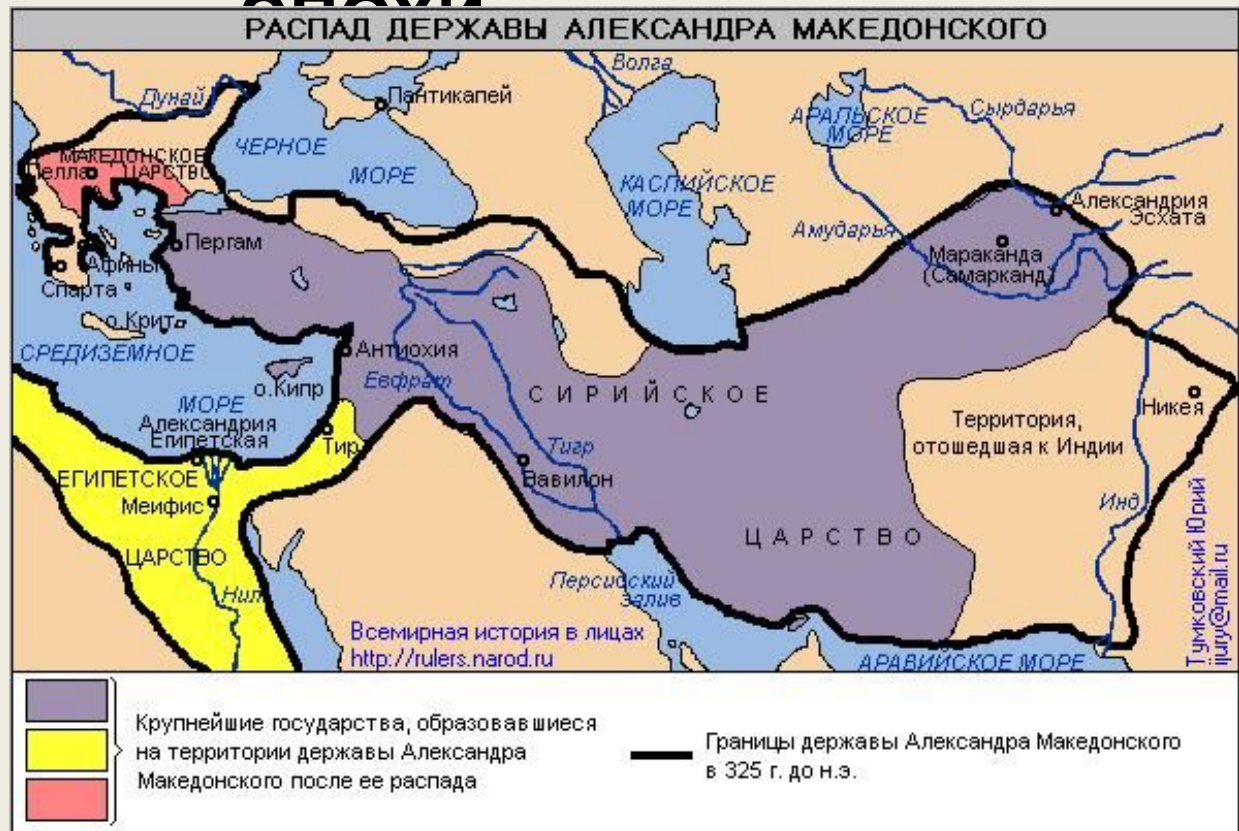 РАСПАД ДЕРЖАВЫ АЛЕКСАНДРА МАКЕДОНСКОГО
Волга
Дунай
Пантикапей
АРАЛЬСКОЕ
МОРЕ
Сырдарья
ЧЕРНОЕ
МОРЕ
МАКЕДОНСКОЕ
Пелла
ЦАРСТВО
КАСПИЙСКОЕ
МОРЕ
Александрия
Эсхата
Амударья
Мараканда
(Самарканд)
Пергам
Афины
Спарта
о.Крит
СРЕДИЗЕМНОЕ
МОРЕ
Антиохия
о.Кипр
Евфрат
СИРИЙСКОЕ
ЦАРСТВО
Территория,
отошедшая к Индии
Никея
Александрия
Египетская
Тир
Тигр
Вавилон
ЕГИПЕТСКОЕ
Меифис
ЦАРСТВО
Нил
Инд
Персидский
залив
Всемирная история в лицах
http://rulers.narod.ru
АРАВИЙСКОЕ МОРЕ
Тумковский Юрий
ijury@mail.ru
Крупнейшие государства, образовавшиеся
на территории державы Александра
Македонского после ее распада
Границы державы Александра Македонского
в 325 г. до н.э.